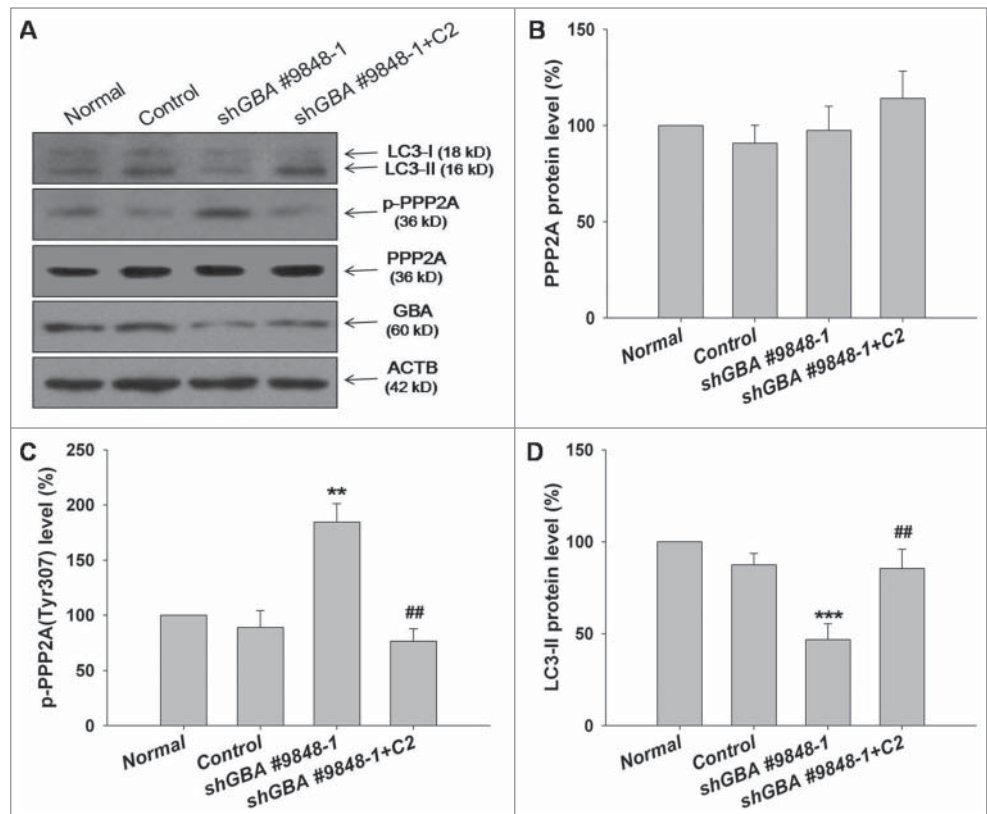 A
Normal
Control
shGBA #9848-1
shGBA #9848-1+C2
LC3-I (18 kD)
LC3-II (16 kD)
p-PPP2A
(36 kD)
PPP2A
(36 kD)
GBA
(60 kD)
ACTB
(42 kD)
B
PPP2A protein level (%)
150
100
50
0
Normal
Control
shGBA #9848-1
shGBA #9848-1+C2
C
p-PPP2A(Tyr307) level (%)
250
200
150
100
50
0
**
##
Normal
Control
shGBA #9848-1
shGBA #9848-1+C2
D
LC3-II protein level (%)
150
100
50
0
***
##
Normal
Control
shGBA #9848-1
shGBA #9848-1+C2